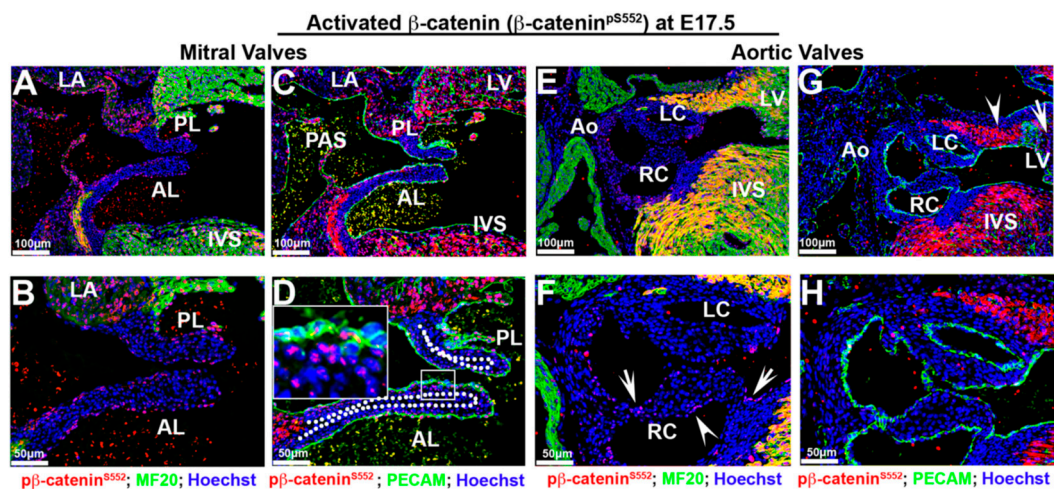 Activated β-catenin (β-catenin^pS552) at E17.5
Mitral Valves
Aortic Valves
A
LA
PL
AL
IVS
100μm
C
LA
LV
PAS
PL
AL
IVS
100μm
E
LC
LV
Ao
RC
IVS
100μm
G
LC
Ao
LV
RC
IVS
100μm
B
LA
PL
AL
50μm
D
PL
AL
50μm
F
LC
RC
50μm
H
50μm
pβ-catenin^S552; MF20; Hoechst
pβ-catenin^S552; PECAM; Hoechst
pβ-catenin^S552; MF20; Hoechst
pβ-catenin^S552; PECAM; Hoechst